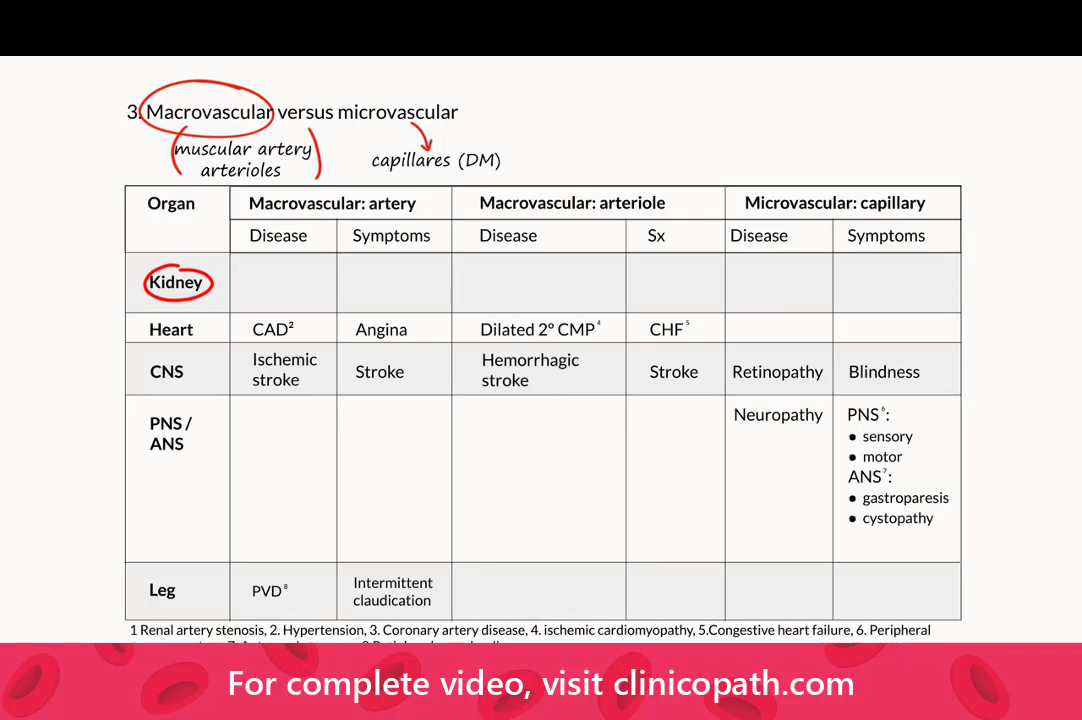 3. Macrovascular versus microvascular
muscular artery
arterioles
capillares (DM)
Organ Macrovascular: artery Macrovascular: arteriole Microvascular: capillary
Disease Symptoms Disease Sx Disease Symptoms
Kidney
Heart CAD² Angina Dilated 2º CMP⁴ CHF⁵
CNS Ischemic stroke Stroke Hemorrhagic stroke Stroke Retinopathy Blindness
PNS / ANS Neuropathy PNS⁶:
• sensory
• motor
ANS⁷:
• gastroparesis
• cystopathy
Leg PVD⁸ Intermittent claudication
1 Renal artery stenosis, 2. Hypertension, 3. Coronary artery disease, 4. ischemic cardiomyopathy, 5.Congestive heart failure, 6. Peripheral
For complete video, visit clinicopath.com